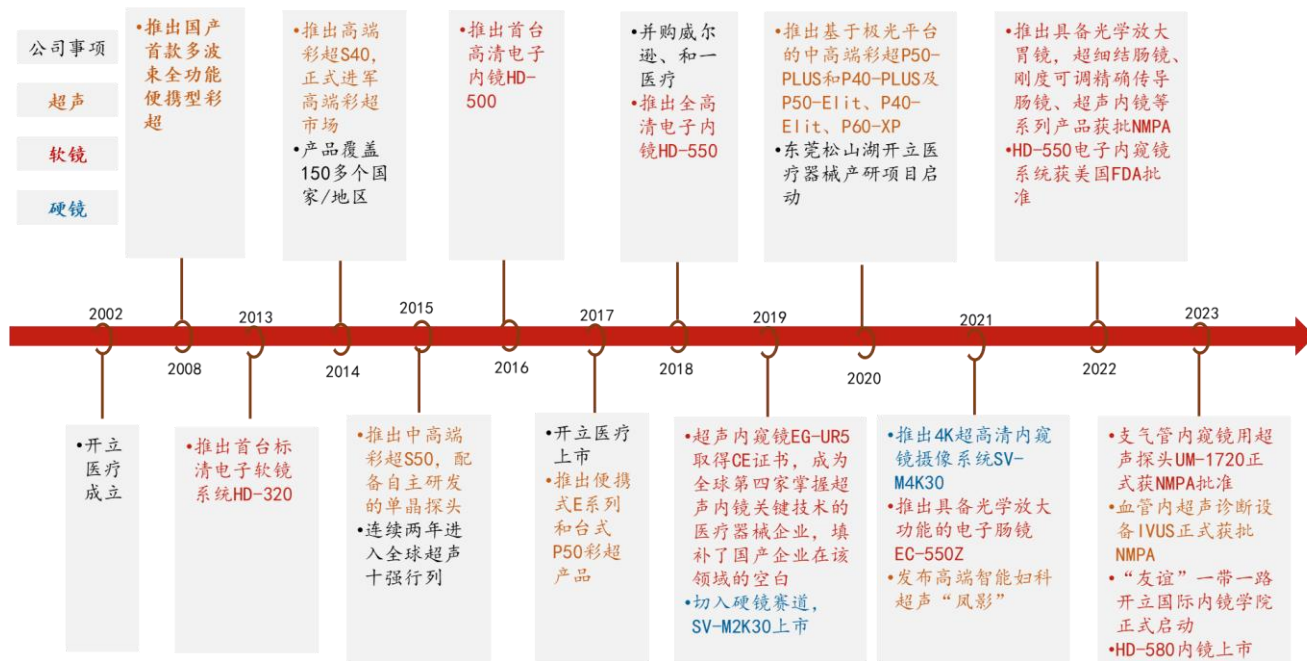 公司事项
超声
软镜
硬镜
•推出国产
首款多波
束全功能
便携型彩
超
•推出高端
彩超S40,
正式进军
高端彩超
市场
•产品覆盖
150多个国
家/地区
•推出首台
高清电子
内镜HD-
500
•并购威尔
逊、和一
医疗
•推出全高
清电子内
镜HD-550
•推出基于极光平台
的中高端彩超P50-
PLUS和P40-PLUS及
P50-Elit、P40-
Elit、P60-XP
•东莞松山湖开立医
疗器械产研项目启
动
•推出具备光学放大
胃镜,超细结肠镜、
刚度可调精确传导
肠镜、超声内镜等
系列产品获批NMPA
•HD-550电子内窥镜
系统获美国FDA批
准
2002
2008
2013
2014
2015
2016
2017
2018
2019
2020
2021
2022
2023
•开立
医疗
成立
•推出首台标
清电子软镜
系统HD-320
•推出中高端
彩超S50,配
备自主研发
的单晶探头
•连续两年进
入全球超声
十强行列
•开立医疗
上市
•推出便携
式E系列
和台式
P50彩超
产品
•超声内窥镜EG-UR5
取得CE证书,成为
全球第四家掌握超
声内镜关键技术的
医疗器械企业,填
补了国产企业在该
领域的空白
•切入硬镜赛道,
SV-M2K30上市
•推出4K超高清内窥
镜摄像系统SV-
M4K30
•推出具备光学放大
功能的电子肠镜
EC-550Z
•发布高端智能妇科
超声“凤影”
•支气管内窥镜用超
声探头UM-1720正
式获NMPA批准
•血管内超声诊断设
备IVUS正式获批
NMPA
•“友谊”一带一路
开立国际内镜学院
正式启动
•HD-580内镜上市